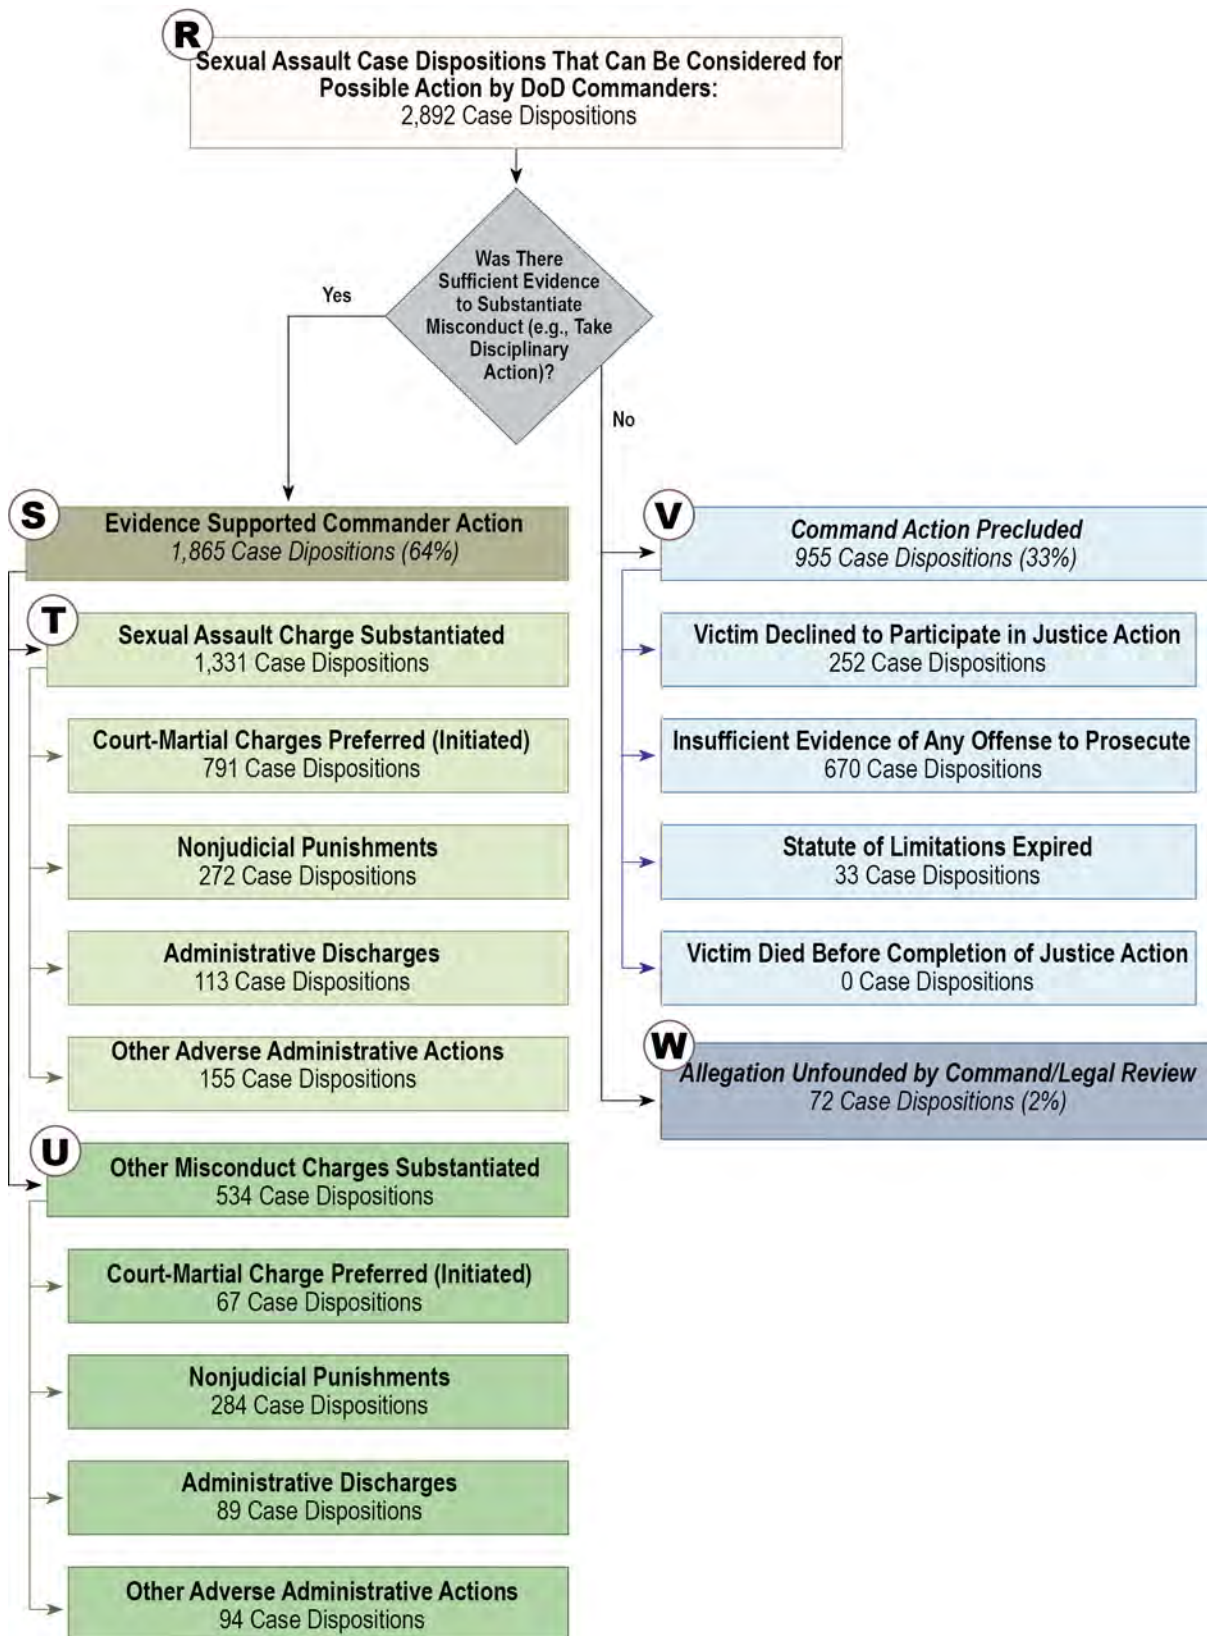 R
Sexual Assault Case Dispositions That Can Be Considered for
Possible Action by DoD Commanders:
2,892 Case Dispositions
Was There
Sufficient Evidence
to Substantiate
Misconduct (e.g., Take
Disciplinary
Action)?
Yes
No
S
Evidence Supported Commander Action
1,865 Case Dipositions (64%)
T
Sexual Assault Charge Substantiated
1,331 Case Dispositions
Court-Martial Charges Preferred (Initiated)
791 Case Dispositions
Nonjudicial Punishments
272 Case Dispositions
Administrative Discharges
113 Case Dispositions
Other Adverse Administrative Actions
155 Case Dispositions
U
Other Misconduct Charges Substantiated
534 Case Dispositions
Court-Martial Charge Preferred (Initiated)
67 Case Dispositions
Nonjudicial Punishments
284 Case Dispositions
Administrative Discharges
89 Case Dispositions
Other Adverse Administrative Actions
94 Case Dispositions
V
Command Action Precluded
955 Case Dispositions (33%)
Victim Declined to Participate in Justice Action
252 Case Dispositions
Insufficient Evidence of Any Offense to Prosecute
670 Case Dispositions
Statute of Limitations Expired
33 Case Dispositions
Victim Died Before Completion of Justice Action
0 Case Dispositions
W
Allegation Unfounded by Command/Legal Review
72 Case Dispositions (2%)